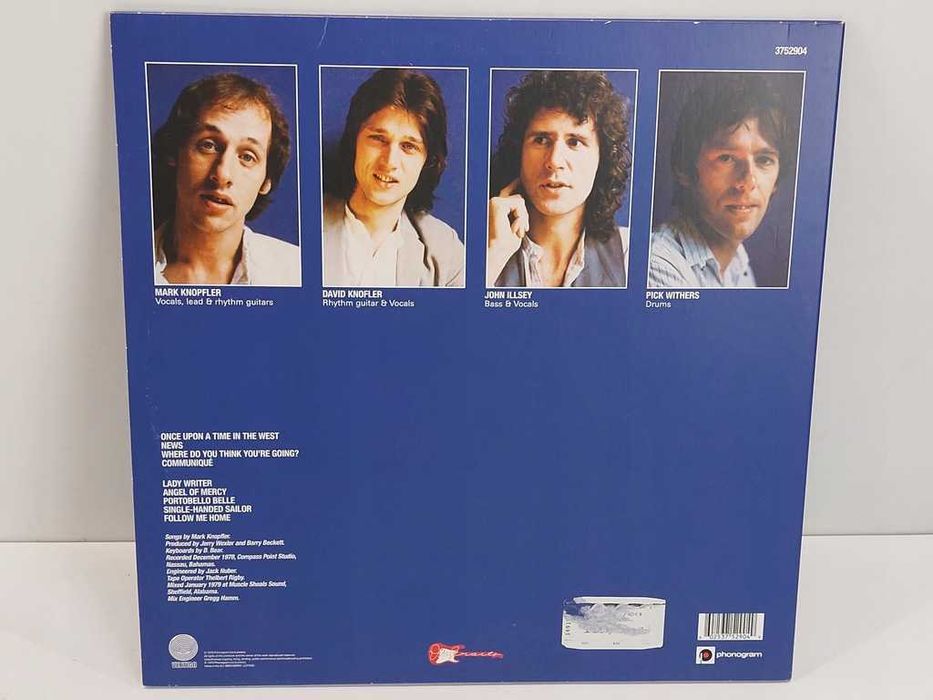 3752904
MARK KNOPFLER
Vocals, lead & rhythm guitars
DAVID KNOFLER
Rhythm guitar & Vocals
JOHN ILLSEY
Bass & Vocals
PICK WITHERS
Drums
ONCE UPON A TIME IN THE WEST
NEWS
WHERE DO YOU THINK YOU'RE GOING?
COMMUNIQUÉ
LADY WRITER
ANGEL OF MERCY
PORTOBELLO BELLE
SINGLE-HANDED SAILOR
FOLLOW ME HOME
Songs by Mark Knopfler.
Produced by Jerry Wexler and Barry Beckett.
Keyboards by B. Bear.
Recorded December 1978, Compass Point Studio,
Nassau, Bahamas.
Engineered by Jack Nuber.
Tape Operator Thelbert Rigby.
Mixed January 1979 at Muscle Shoals Sound,
Sheffield, Alabama.
Mix Engineer Gregg Hamm.
VERTIGO
phonogram